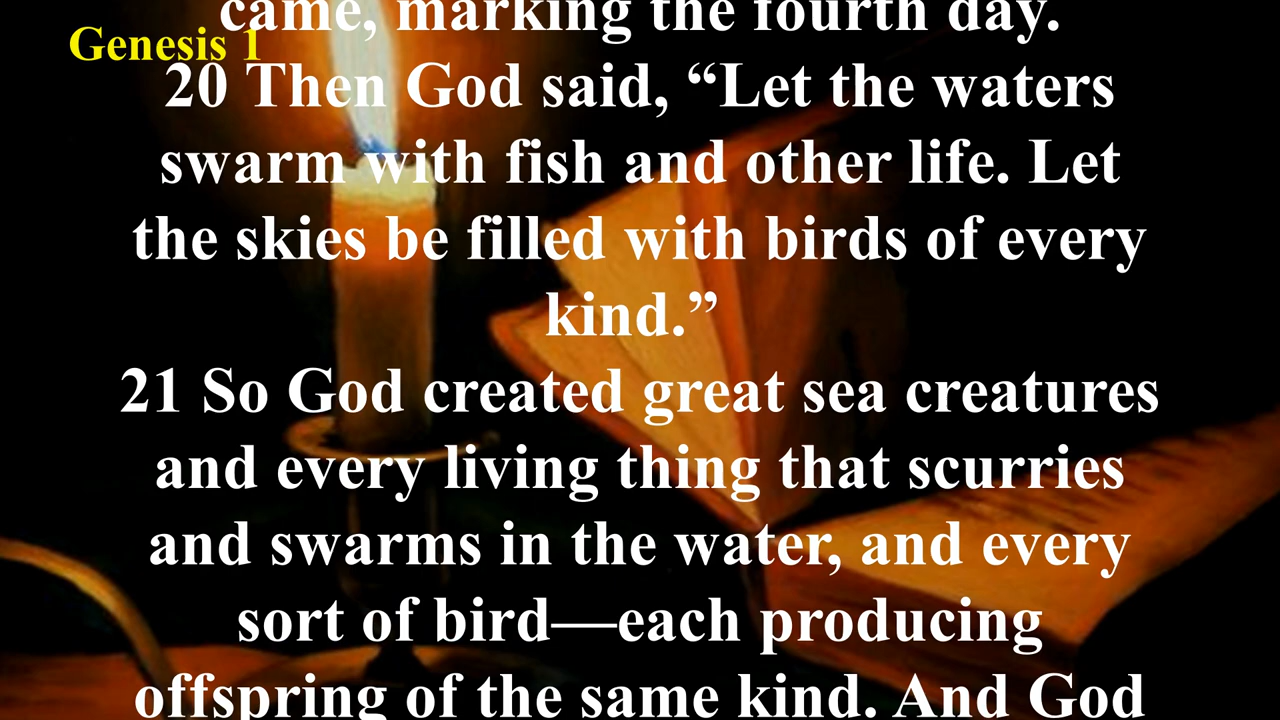 came, marking the fourth day.
Genesis 1
20 Then God said, “Let the waters
swarm with fish and other life. Let
the skies be filled with birds of every
kind.”
21 So God created great sea creatures
and every living thing that scurries
and swarms in the water, and every
sort of bird—each producing
offspring of the same kind. And God